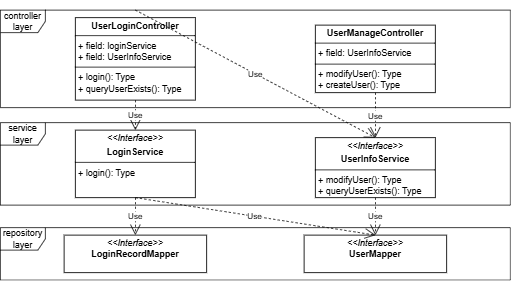 controller
layer
UserLoginController
+ field: loginService
+ field: UserInfoService
+ login(): Type
+ queryUserExists(): Type
UserManageController
+ field: UserInfoService
+ modifyUser(): Type
+ createUser(): Type
Use
Use
Use
service
layer
<<Interface>>
LoginService
+ login(): Type
<<Interface>>
UserInfoService
+ modifyUser(): Type
+ queryUserExists(): Type
Use
Use
Use
repository
layer
<<Interface>>
LoginRecordMapper
<<Interface>>
UserMapper